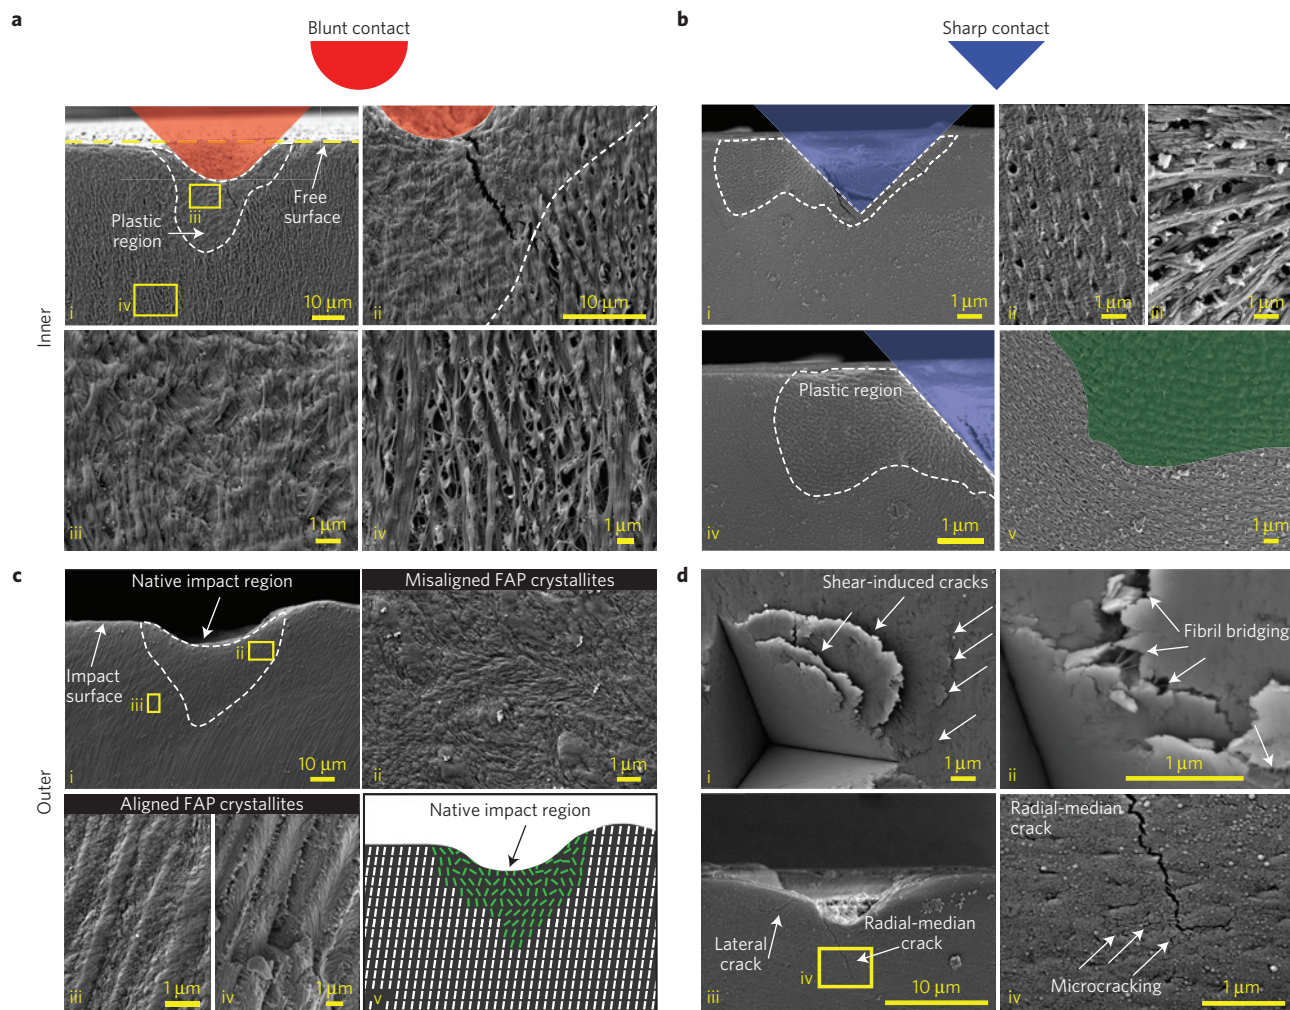 a
Blunt contact
b
Sharp contact
Inner
Plastic
region
iii
Free
surface
iv
i
10 μm
ii
10 μm
iii
1 μm
iv
1 μm
i
1 μm
ii
1 μm
iii
1 μm
Plastic region
iv
1 μm
v
1 μm
c
Outer
Native impact region
Impact
surface
ii
iii
i
10 μm
Misaligned FAP crystallites
ii
1 μm
Aligned FAP crystallites
iii
1 μm
iv
1 μm
Native impact region
v
d
Shear-induced cracks
i
1 μm
Fibril bridging
ii
1 μm
Lateral
crack
Radial-median
crack
iv
iii
10 μm
Radial-median
crack
Microcracking
iv
1 μm